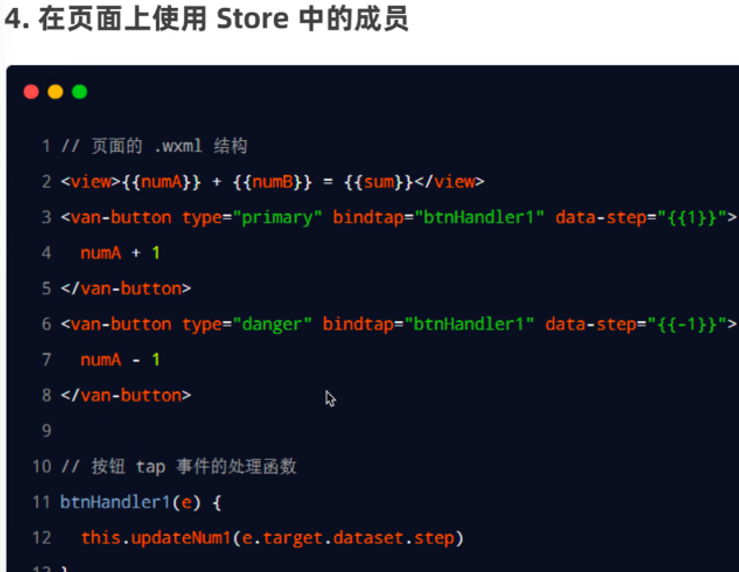 4. 在页面上使用 Store 中的成员
1 // 页面的 .wxml 结构
2 <view>{{numA}} + {{numB}} = {{sum}}</view>
3 <van-button type="primary" bindtap="btnHandler1" data-step="{{1}}">
4 numA + 1
5 </van-button>
6 <van-button type="danger" bindtap="btnHandler1" data-step="{{-1}}">
7 numA - 1
8 </van-button>
9
10 // 按钮 tap 事件的处理函数
11 btnHandler1(e) {
12 this.updateNum1(e.target.dataset.step)
13 }